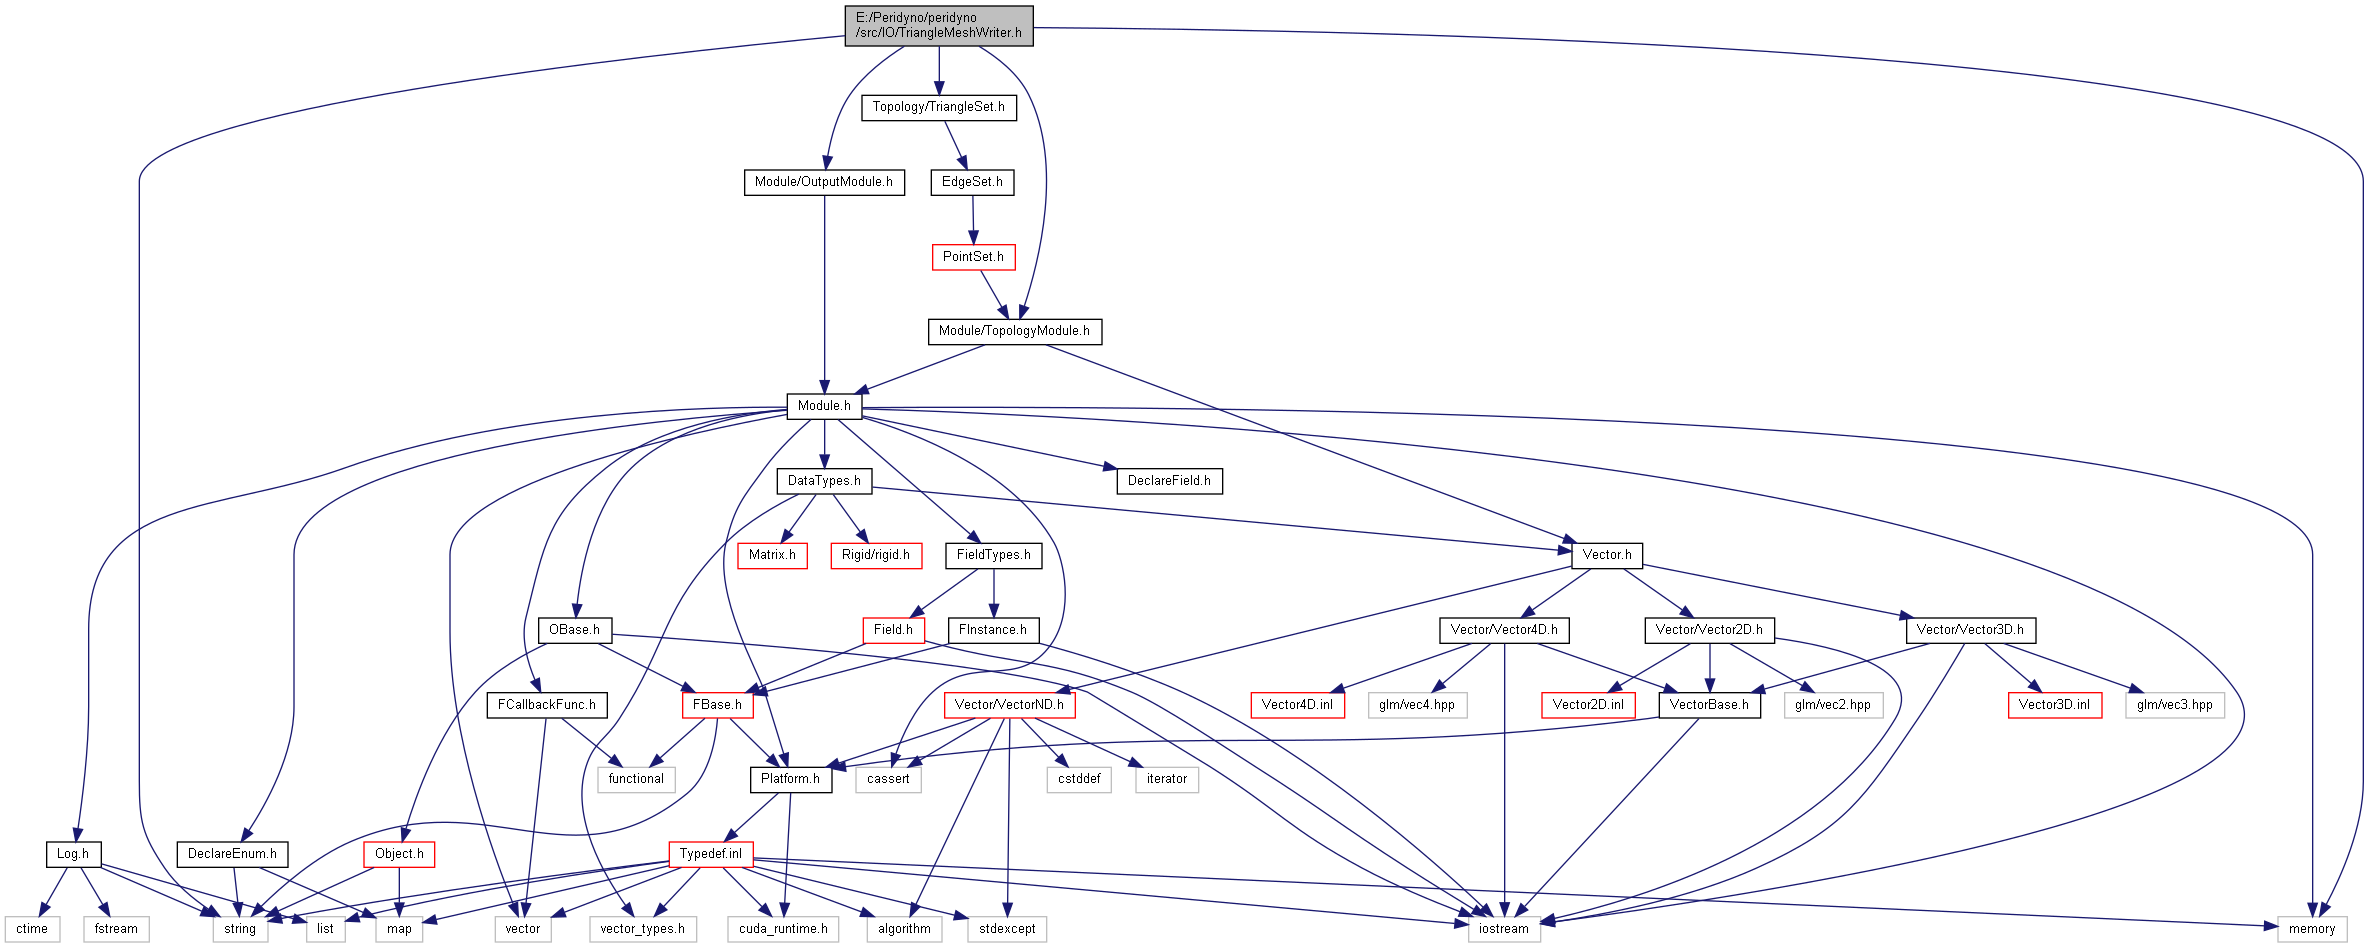 E:/Peridyno/peridyno
/src/IO/TriangleMeshWriter.h
Topology/TriangleSet.h
Module/OutputModule.h
EdgeSet.h
PointSet.h
Module/TopologyModule.h
Module.h
DataTypes.h
DeclareField.h
Matrix.h
Rigid/rigid.h
FieldTypes.h
Vector.h
OBase.h
Field.h
FInstance.h
Vector/Vector4D.h
Vector/Vector2D.h
Vector/Vector3D.h
FCallbackFunc.h
FBase.h
Vector/VectorND.h
Vector4D.inl
glm/vec4.hpp
Vector2D.inl
VectorBase.h
glm/vec2.hpp
Vector3D.inl
glm/vec3.hpp
functional
Platform.h
cassert
cstddef
iterator
Log.h
DeclareEnum.h
Object.h
Typedef.inl
ctime
fstream
string
list
map
vector
vector_types.h
cuda_runtime.h
algorithm
stdexcept
iostream
memory